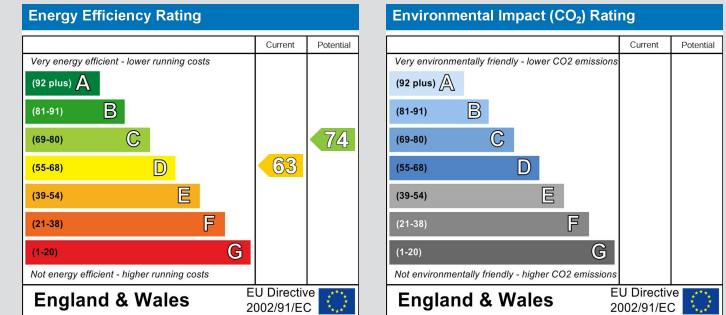 Energy Efficiency Rating
Current Potential
Very energy efficient - lower running costs
(92 plus) A
(81-91) B
(69-80) C
74
(55-68) D
63
(39-54) E
(21-38) F
(1-20) G
Not energy efficient - higher running costs
England & Wales
EU Directive
2002/91/EC
Environmental Impact (CO₂) Rating
Current Potential
Very environmentally friendly - lower CO2 emissions
(92 plus) A
(81-91) B
(69-80) C
(55-68) D
(39-54) E
(21-38) F
(1-20) G
Not environmentally friendly - higher CO2 emissions
England & Wales
EU Directive
2002/91/EC